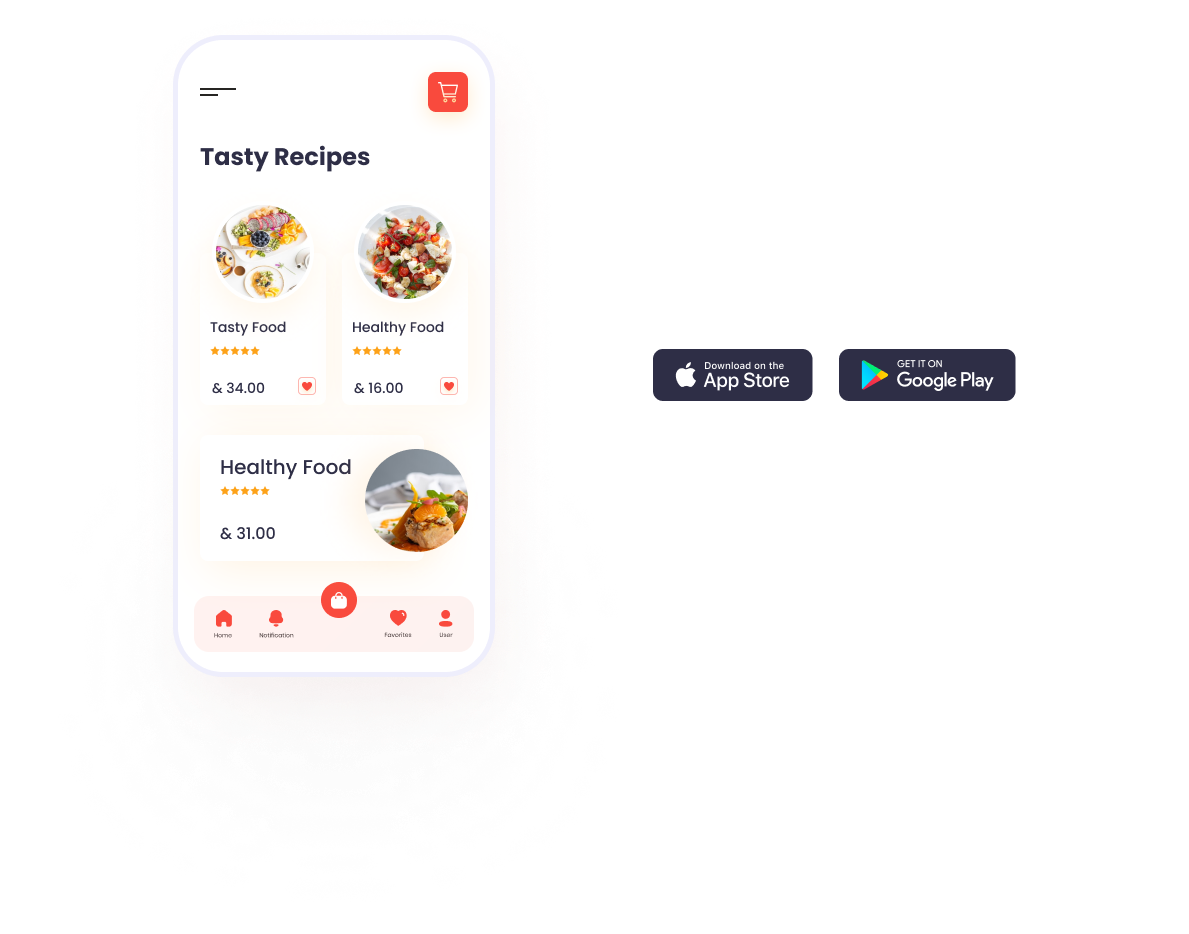 Tasty Recipes
Tasty Food
& 34.00
Healthy Food
& 16.00
Healthy Food
& 31.00
Home
Notification
Favorites
User
Download on the
App Store
GET IT ON
Google Play